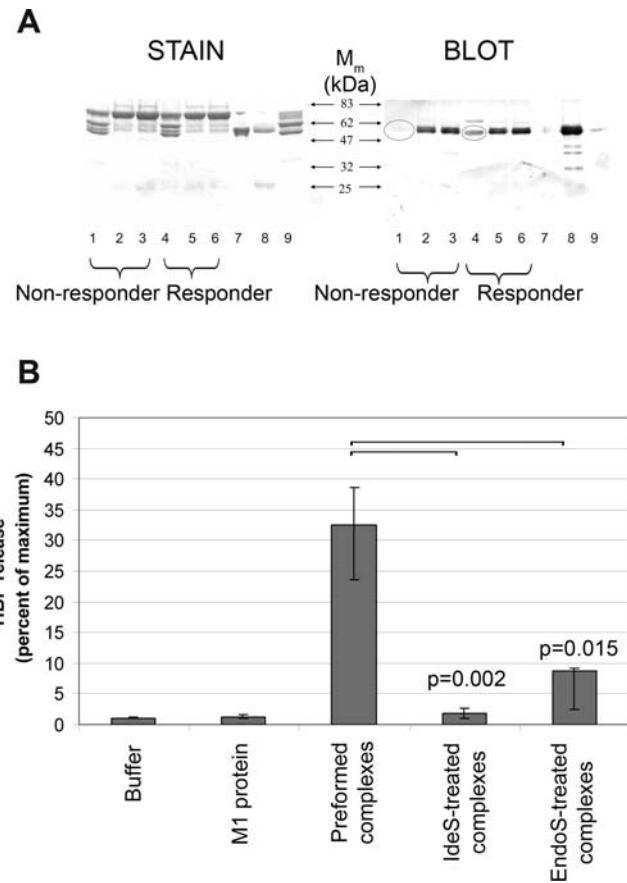 A
STAIN
Mm
(kDa)
BLOT
83
62
47
32
25
1 2 3 4 5 6 7 8 9
1 2 3 4 5 6 7 8 9
Non-responder Responder
Non-responder Responder
B
release
(percent of maximum)
50
45
40
35
30
25
20
15
10
5
0
p=0.002
p=0.015
Buffer
M1 protein
Preformed
complexes
IdeS-treated
complexes
EndoS-treated
complexes